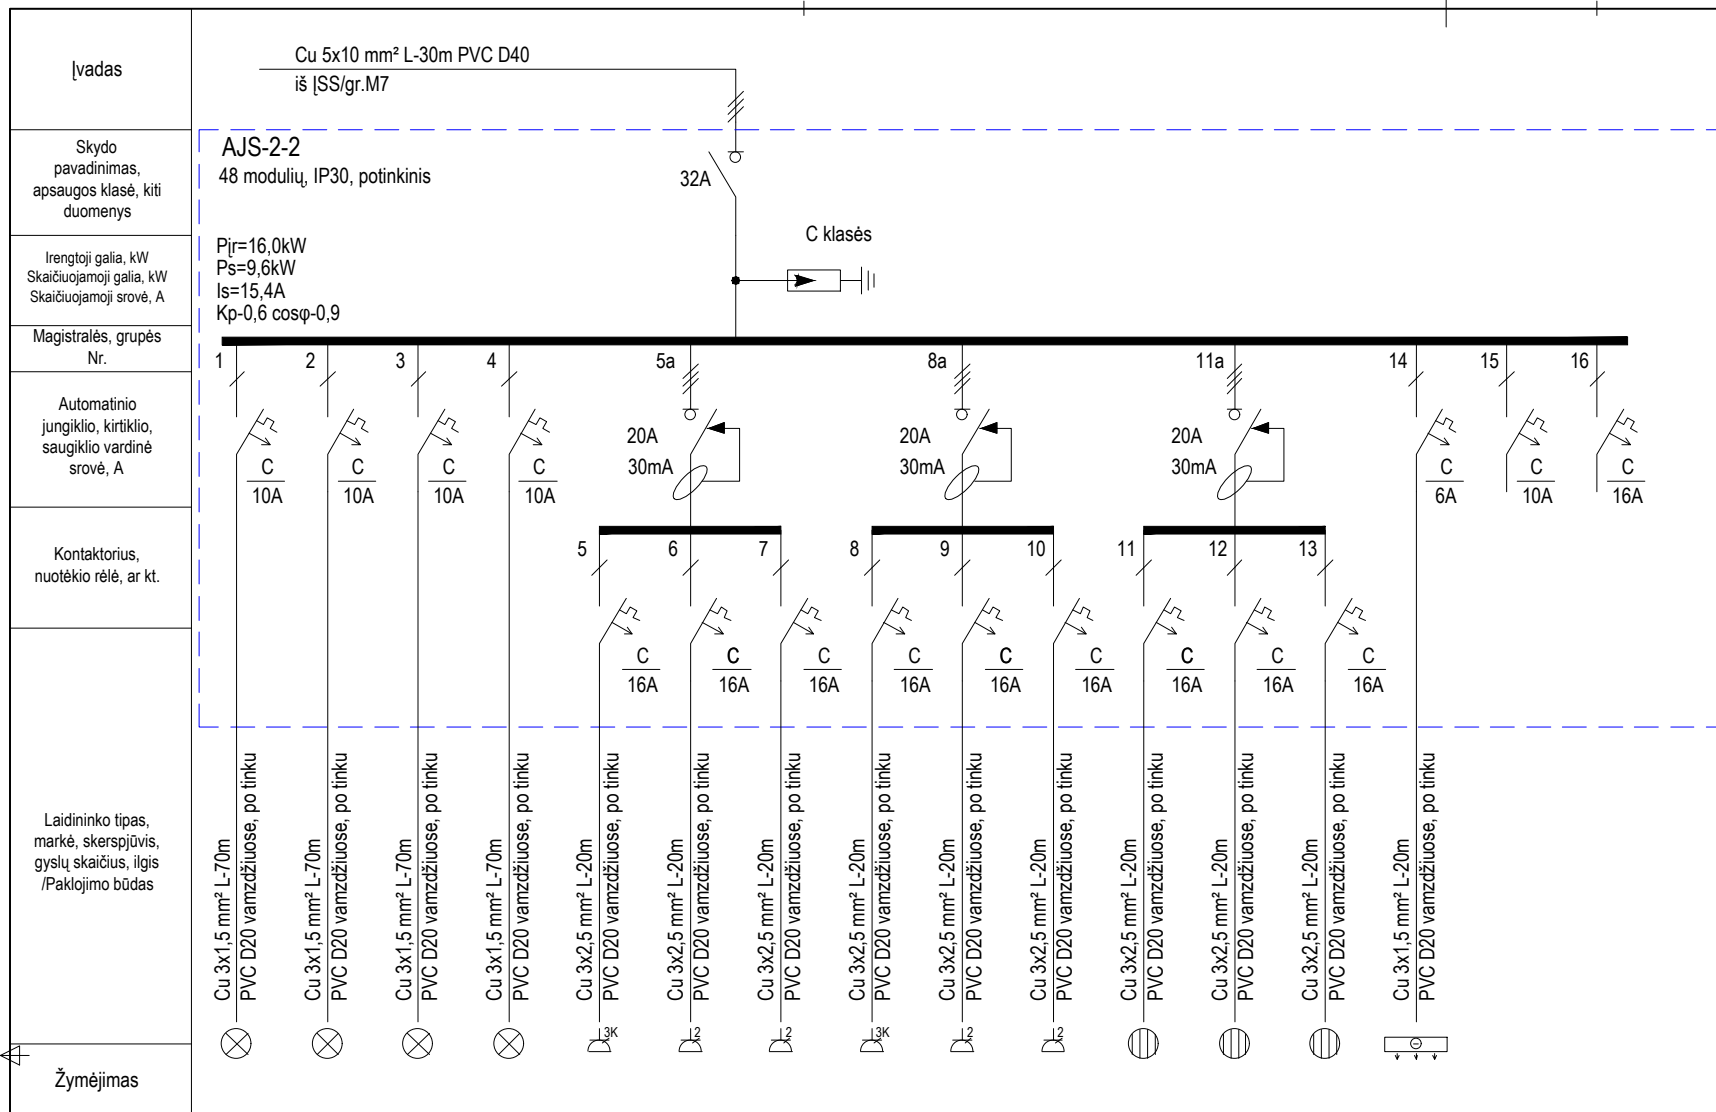 Įvadas
Cu 5x10 mm² L-30m PVC D40
iš ĮSS/gr.M7
Skydo
pavadinimas,
apsaugos klasė, kiti
duomenys
AJS-2-2
48 modulių, IP30, potinkinis
32A
C klasės
Irengtoji galia, kW
Skaičiuojamoji galia, kW
Skaičiuojamoji srovė, A
Pįr=16,0kW
Ps=9,6kW
Is=15,4A
Kp-0,6 cosφ-0,9
Magistralės, grupės
Nr.
1 2 3 4 5a 8a 11a 14 15 16
Automatinio
jungiklio, kirtiklio,
saugiklio vardinė
srovė, A
C
10A
C
10A
C
10A
C
10A
20A
30mA
20A
30mA
20A
30mA
C
6A
C
10A
C
16A
Kontaktorius,
nuotėkio rėlė, ar kt.
5 6 7 8 9 10 11 12 13
C
16A
C
16A
C
16A
C
16A
C
16A
C
16A
C
16A
C
16A
C
16A
Laidininko tipas,
markė, skerspjūvis,
gyslų skaičius, ilgis
/Paklojimo būdas
Cu 3x1,5 mm² L-70m
PVC D20 vamzdžiuose, po tinku
Cu 3x1,5 mm² L-70m
PVC D20 vamzdžiuose, po tinku
Cu 3x1,5 mm² L-70m
PVC D20 vamzdžiuose, po tinku
Cu 3x1,5 mm² L-70m
PVC D20 vamzdžiuose, po tinku
Cu 3x2,5 mm² L-20m
PVC D20 vamzdžiuose, po tinku
Cu 3x2,5 mm² L-20m
PVC D20 vamzdžiuose, po tinku
Cu 3x2,5 mm² L-20m
PVC D20 vamzdžiuose, po tinku
Cu 3x2,5 mm² L-20m
PVC D20 vamzdžiuose, po tinku
Cu 3x2,5 mm² L-20m
PVC D20 vamzdžiuose, po tinku
Cu 3x2,5 mm² L-20m
PVC D20 vamzdžiuose, po tinku
Cu 3x2,5 mm² L-20m
PVC D20 vamzdžiuose, po tinku
Cu 3x2,5 mm² L-20m
PVC D20 vamzdžiuose, po tinku
Cu 3x2,5 mm² L-20m
PVC D20 vamzdžiuose, po tinku
Cu 3x1,5 mm² L-20m
PVC D20 vamzdžiuose, po tinku
3K 2 2 3K 2 2
Žymėjimas